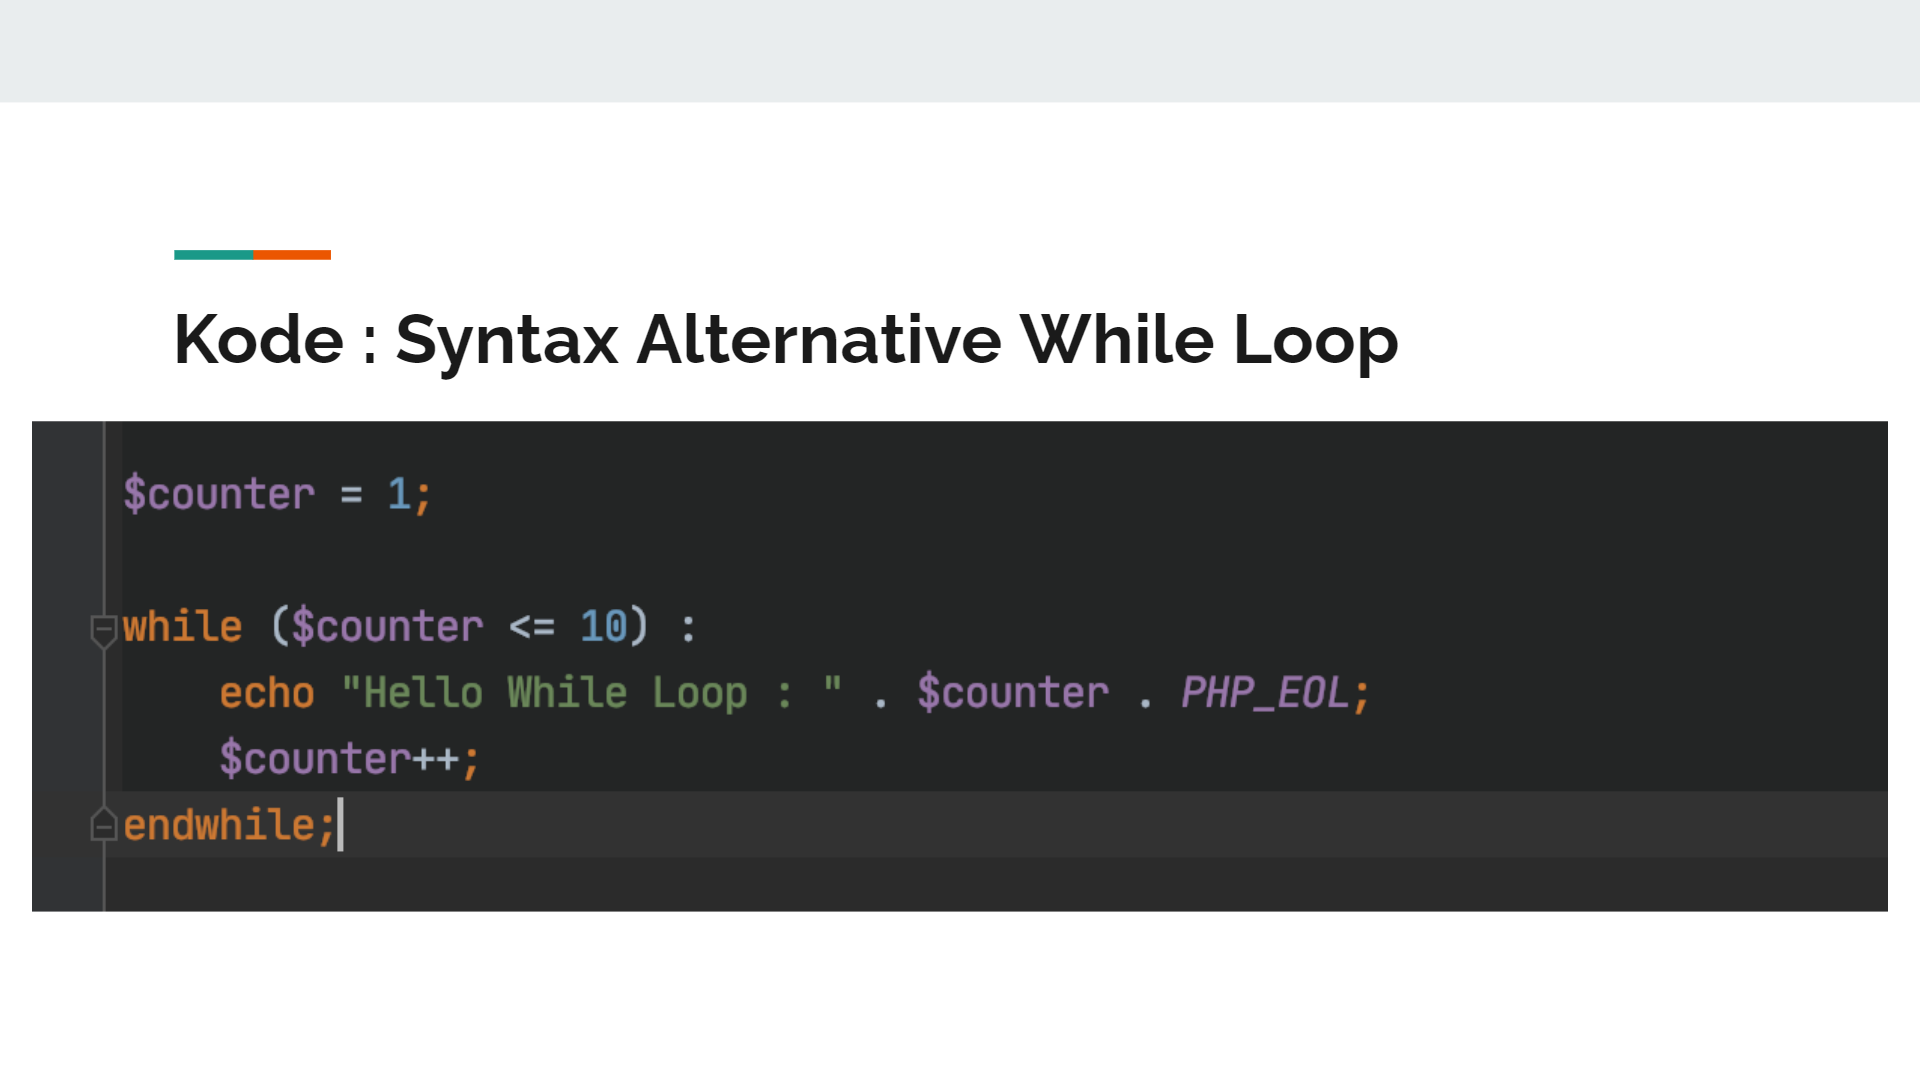 Kode : Syntax Alternative While Loop
$counter = 1;
while ($counter <= 10) :
echo "Hello While Loop : " . $counter . PHP_EOL;
$counter++;
endwhile;